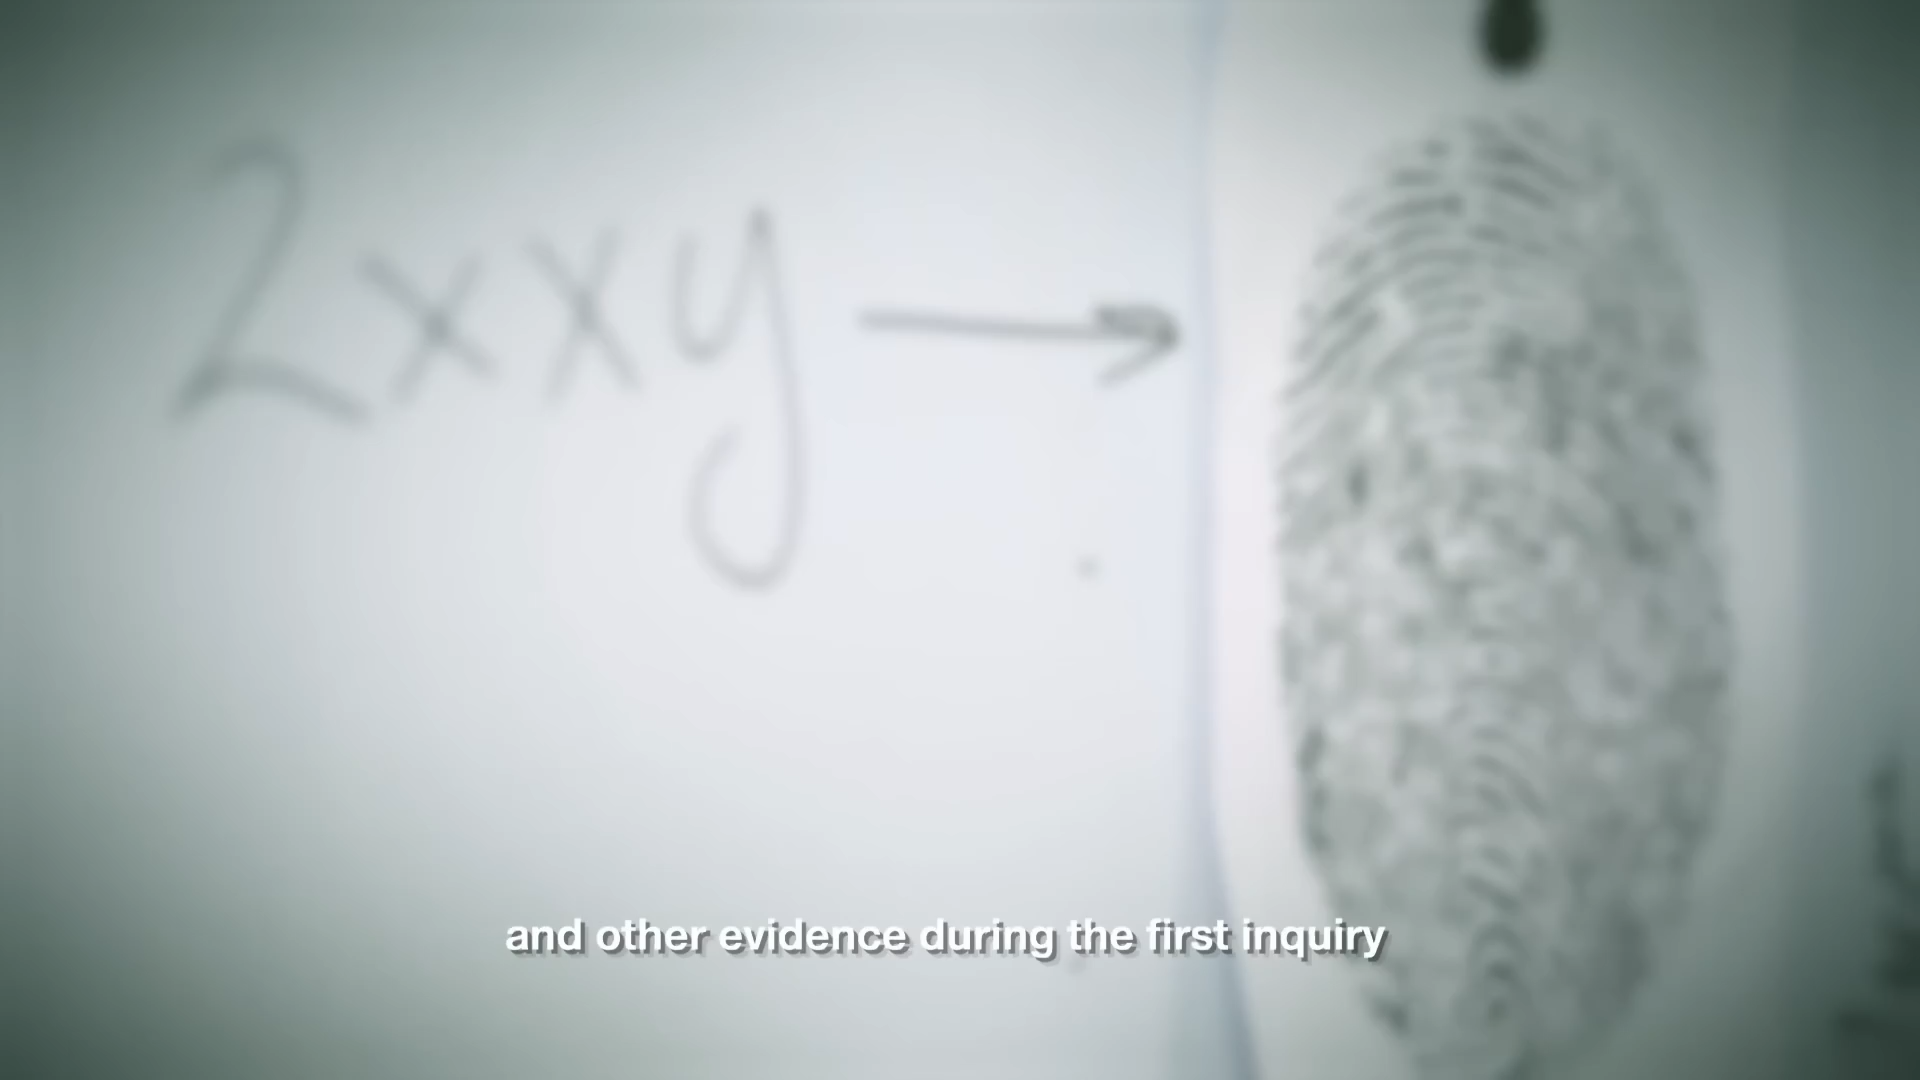 2xxy
and other evidence during the first inquiry